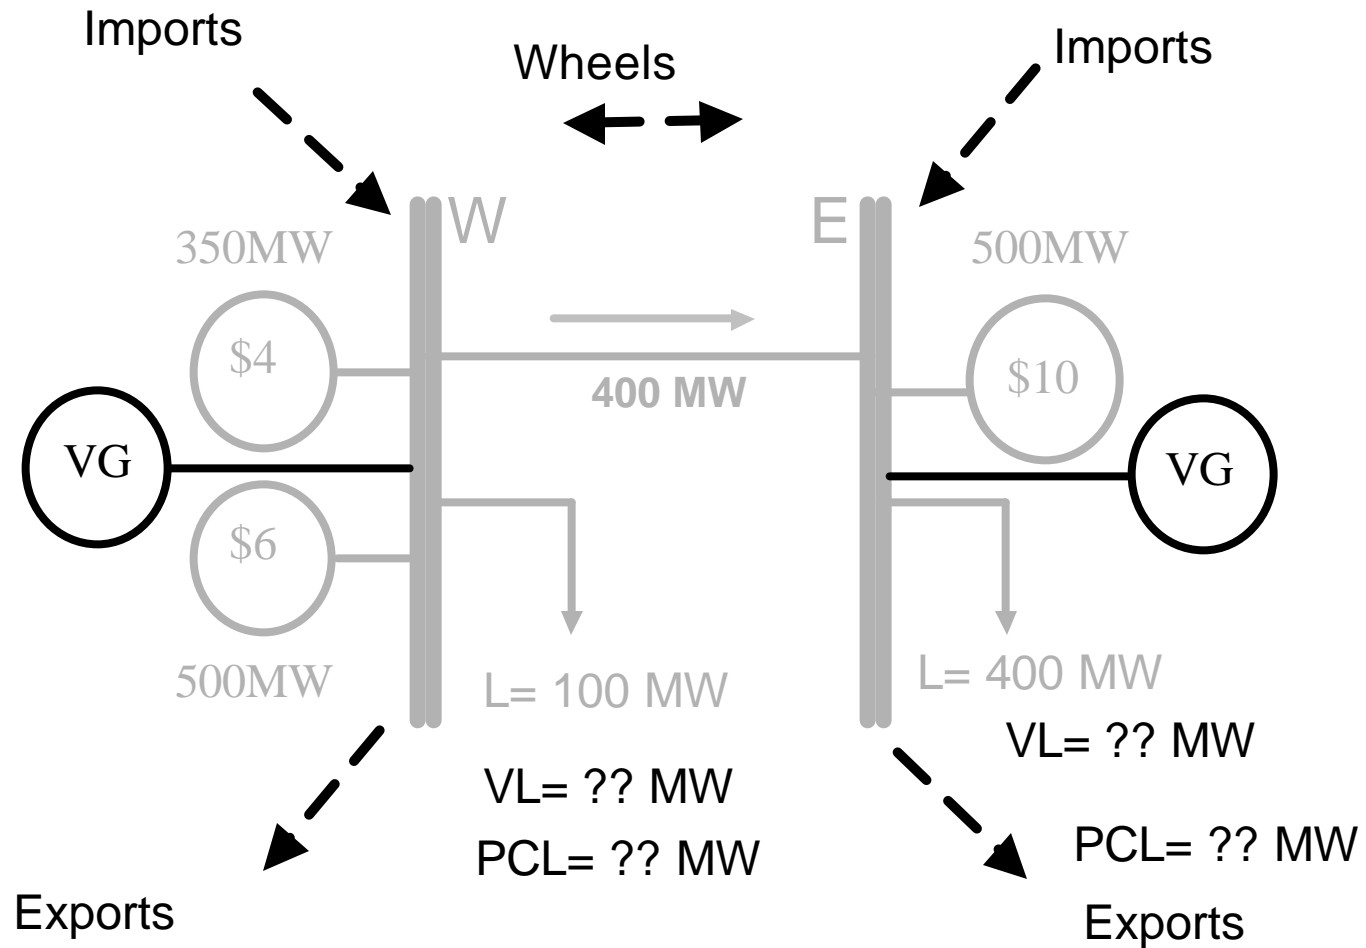 Imports
Wheels
Imports
W
E
350MW
500MW
$4
400 MW
$10
VG
VG
$6
500MW
L= 100 MW
L= 400 MW
VL= ?? MW
VL= ?? MW
PCL= ?? MW
PCL= ?? MW
Exports
Exports